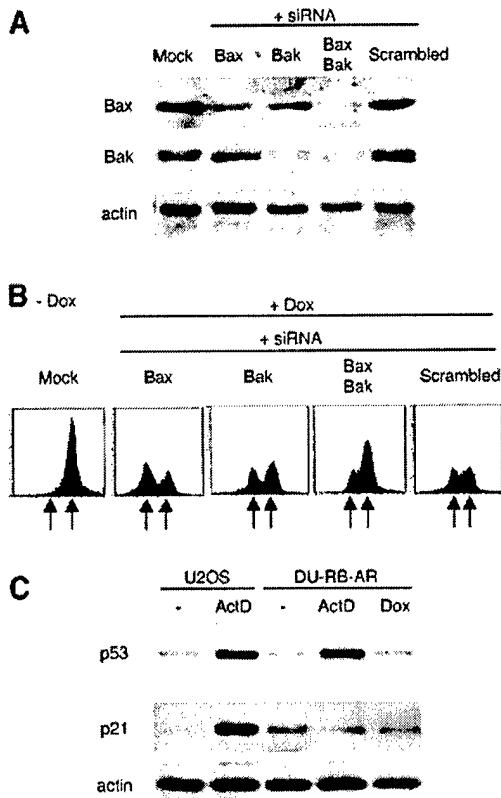 A
+ siRNA
Mock Bax Bak Bax Bak Scrambled
Bax
Bak
actin
B
- Dox + Dox
+ siRNA
Mock Bax Bak Bax Bak Scrambled
C
U2OS DU-RB-AR
- ActD - ActD Dox
p53
p21
actin